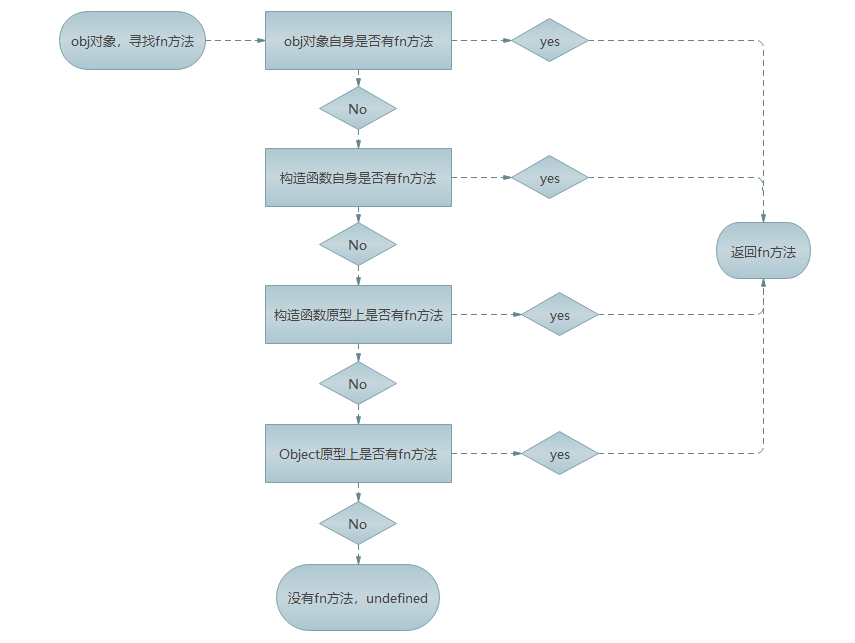 obj对象，寻找fn方法
obj对象自身是否有fn方法
yes
No
构造函数自身是否有fn方法
yes
返回fn方法
No
构造函数原型上是否有fn方法
yes
No
Object原型上是否有fn方法
yes
No
没有fn方法，undefined